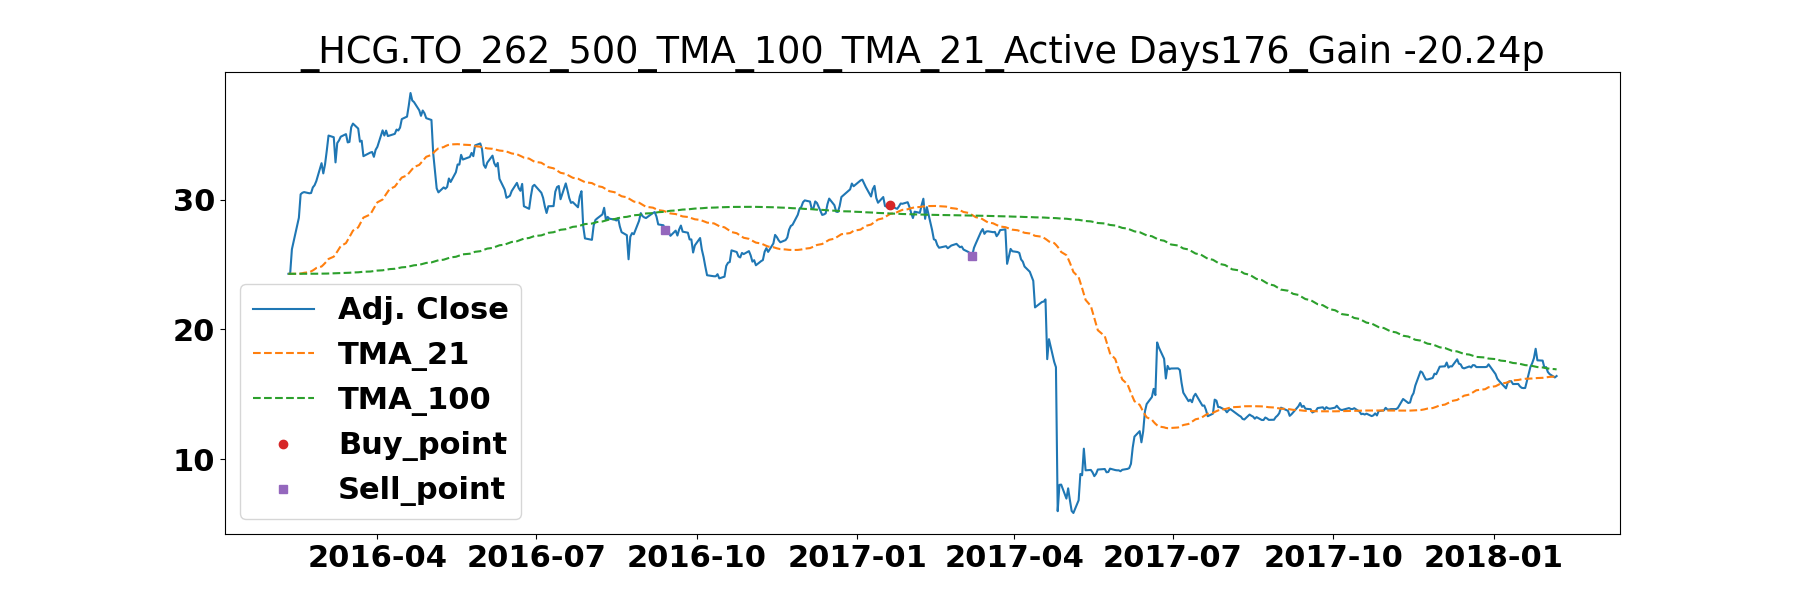 _HCG.TO_262_500_TMA_100_TMA_21_Active Days176_Gain -20.24p
30
20
10
Adj. Close
TMA_21
TMA_100
Buy_point
Sell_point
2016-04 2016-07 2016-10 2017-01 2017-04 2017-07 2017-10 2018-01